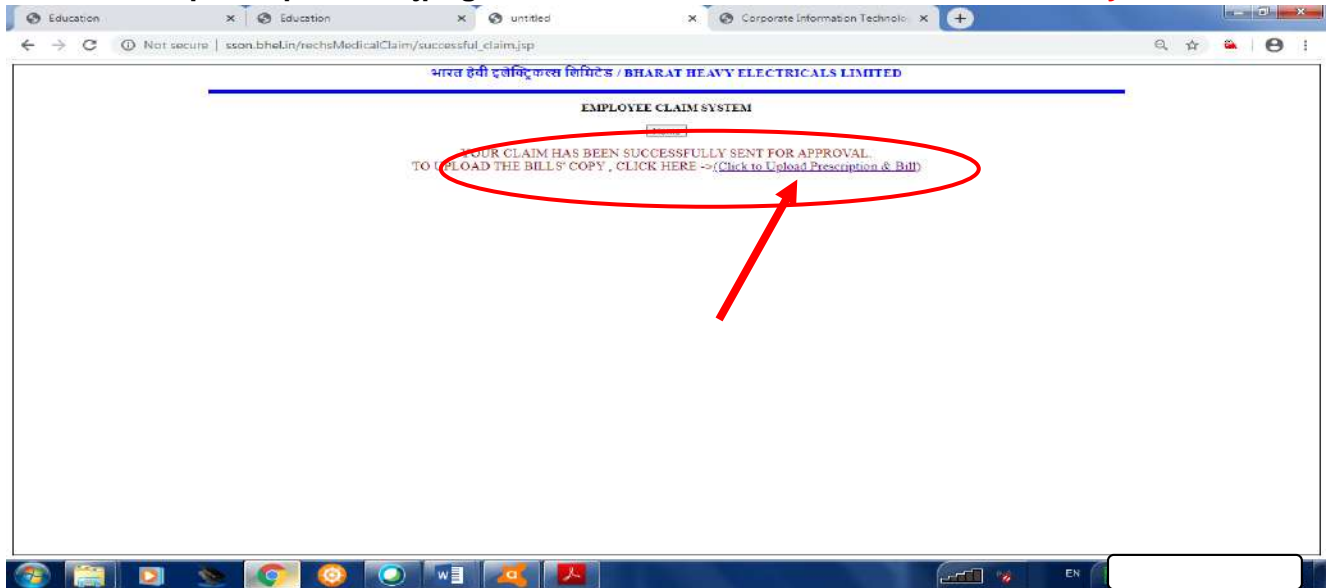 Education
Education
untitled
Corporate Information Technolo
Not secure | sson.bhel.in/rechsMedicalClaim/successful_claim.jsp
भारत हेवी इलेक्ट्रिकल्स लिमिटेड / BHARAT HEAVY ELECTRICALS LIMITED
EMPLOYEE CLAIM SYSTEM
YOUR CLAIM HAS BEEN SUCCESSFULLY SENT FOR APPROVAL.
TO UPLOAD THE BILLS' COPY , CLICK HERE ->(Click to Upload Prescription & Bill)
EN